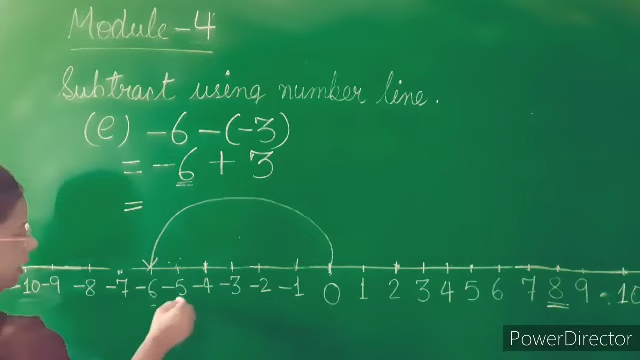 Module-4
Subtract using number line.
(e) -6-(-3)
= -6 + 3
=
-10 -9 -8 -7 -6 -5 -4 -3 -2 -1 0 1 2 3 4 5 6 7 8 9 10
PowerDirector